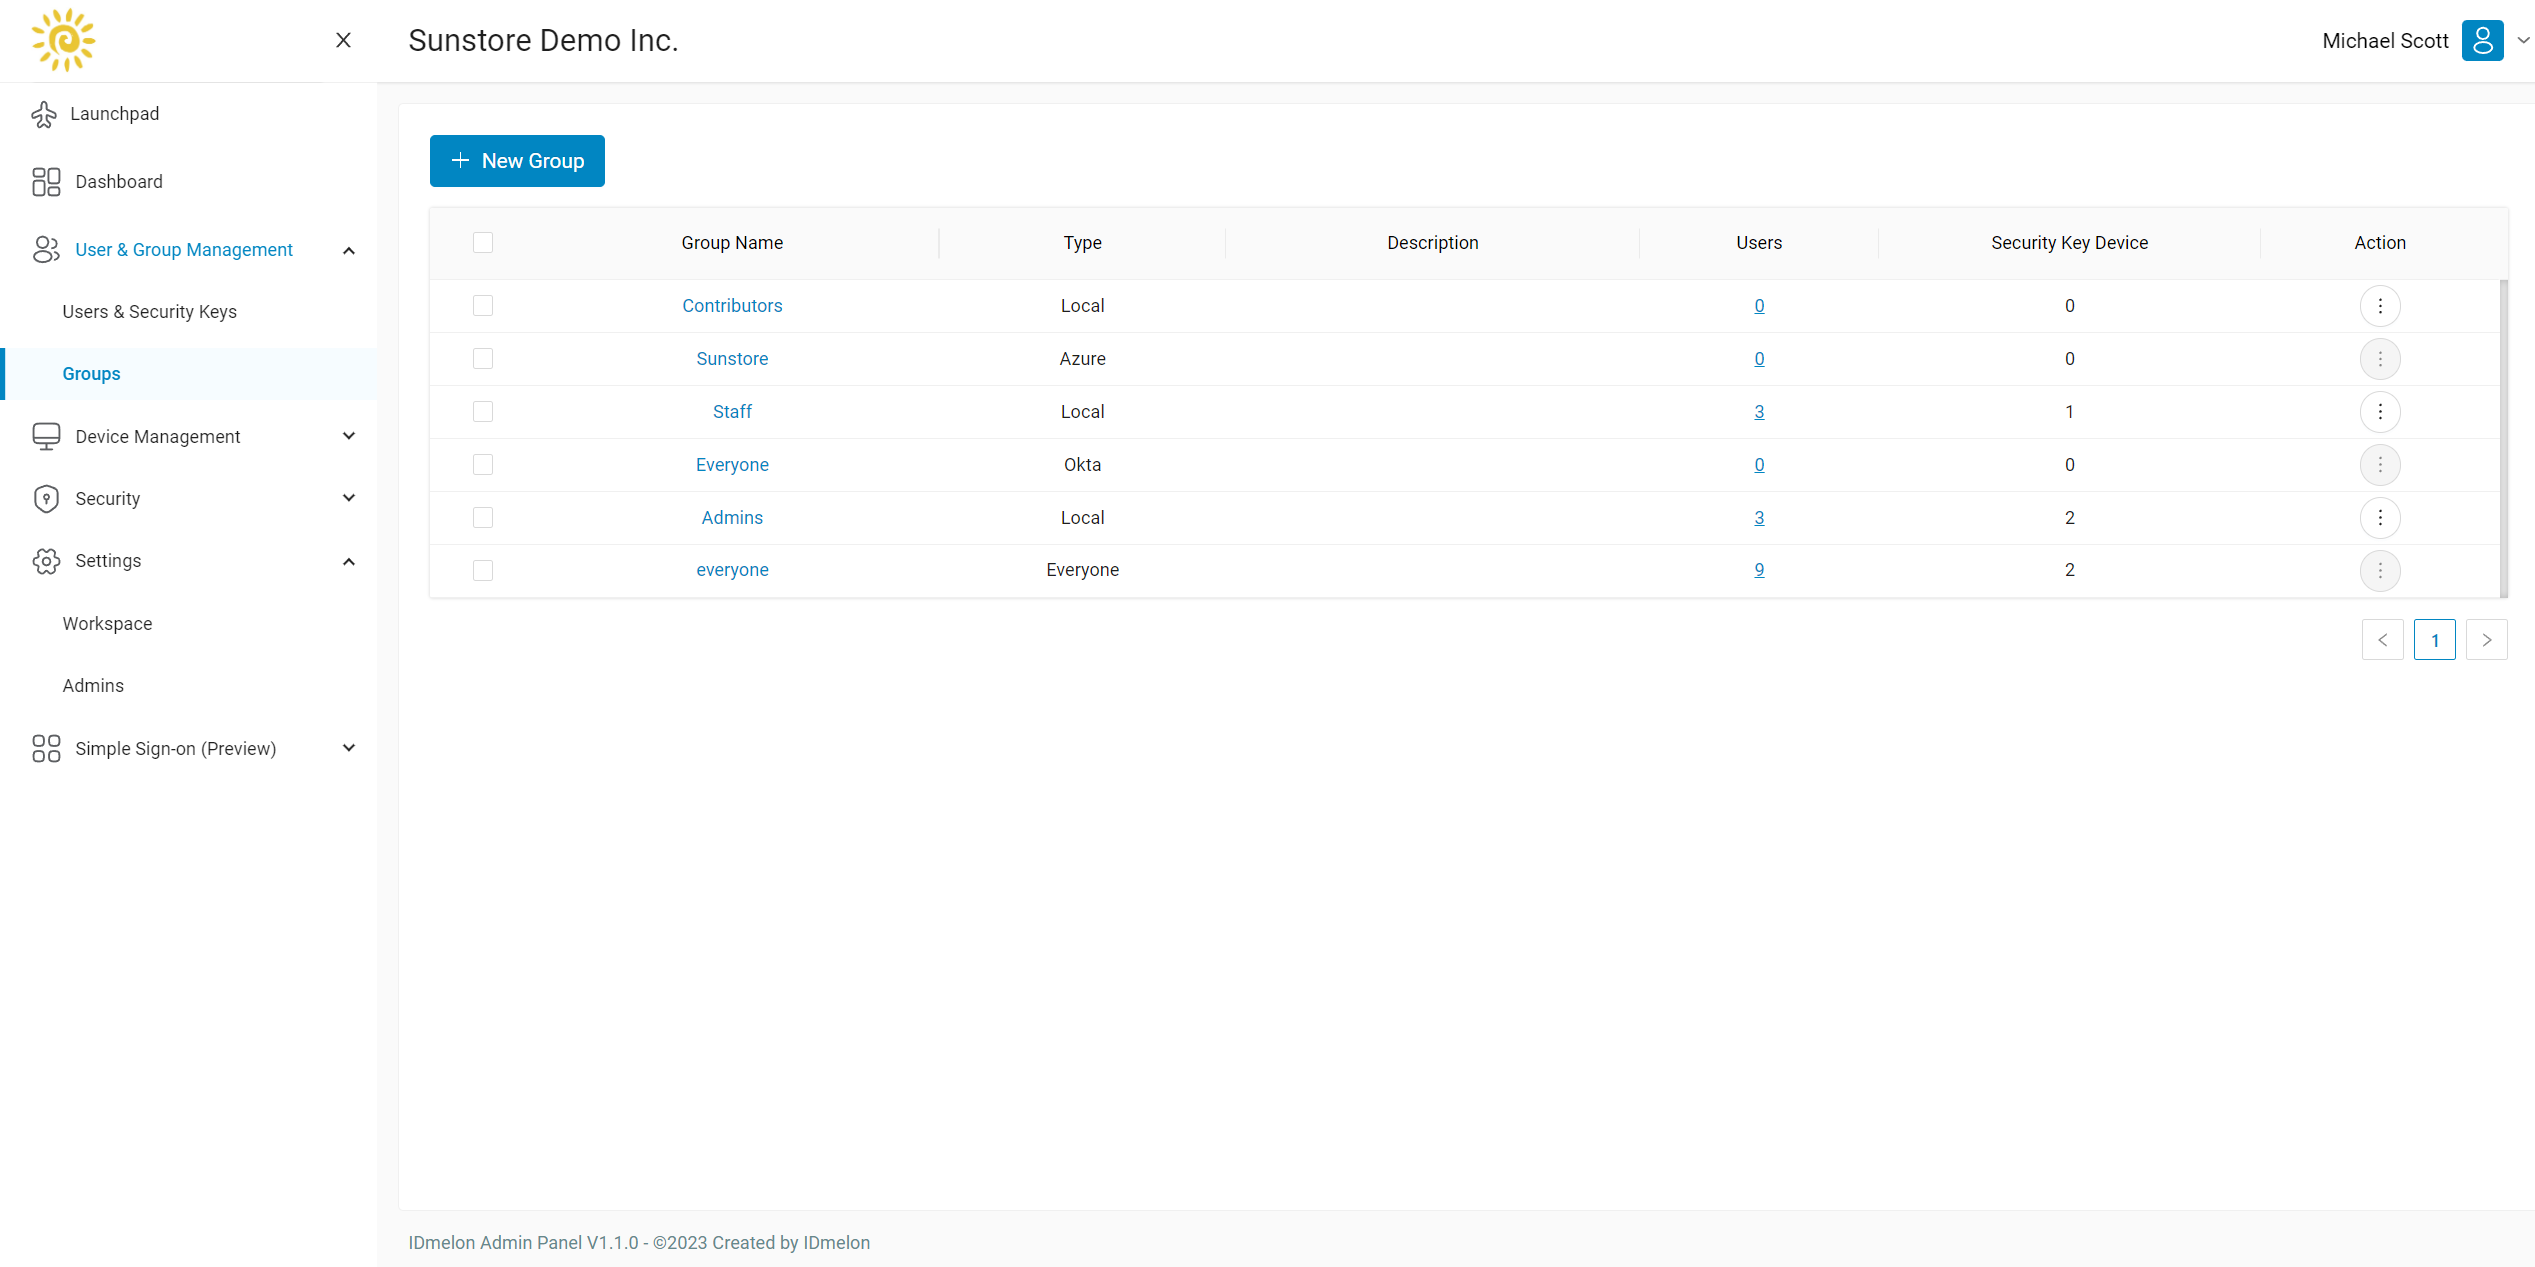 Sunstore Demo Inc.
Michael Scott
Launchpad
Dashboard
User & Group Management
Users & Security Keys
Groups
Device Management
Security
Settings
Workspace
Admins
Simple Sign-on (Preview)
New Group
Group Name Type Description Users Security Key Device Action
Contributors Local 0 0
Sunstore Azure 0 0
Staff Local 3 1
Everyone Okta 0 0
Admins Local 3 2
everyone Everyone 9 2
< 1 >
IDmelon Admin Panel V1.1.0 - ©2023 Created by IDmelon